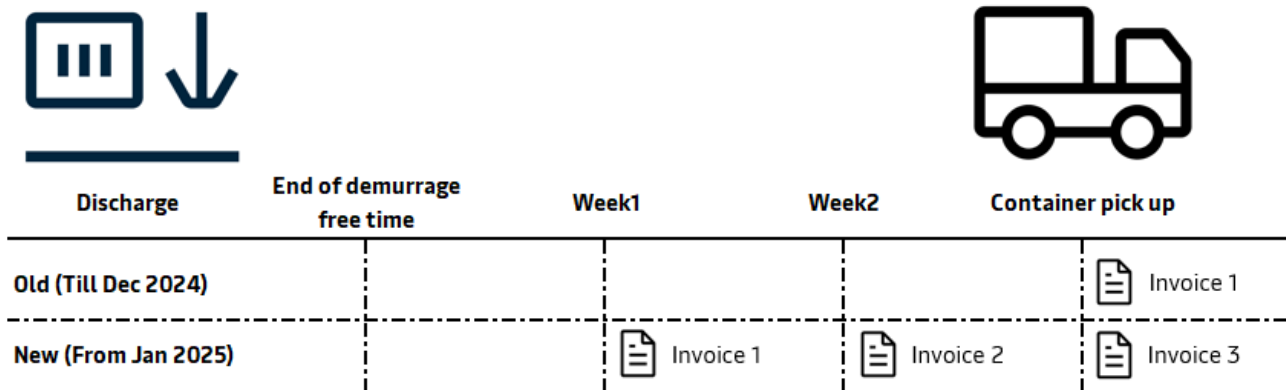 Discharge
End of demurrage
free time
Week1
Week2
Container pick up
Old (Till Dec 2024)
Invoice 1
New (From Jan 2025)
Invoice 1
Invoice 2
Invoice 3